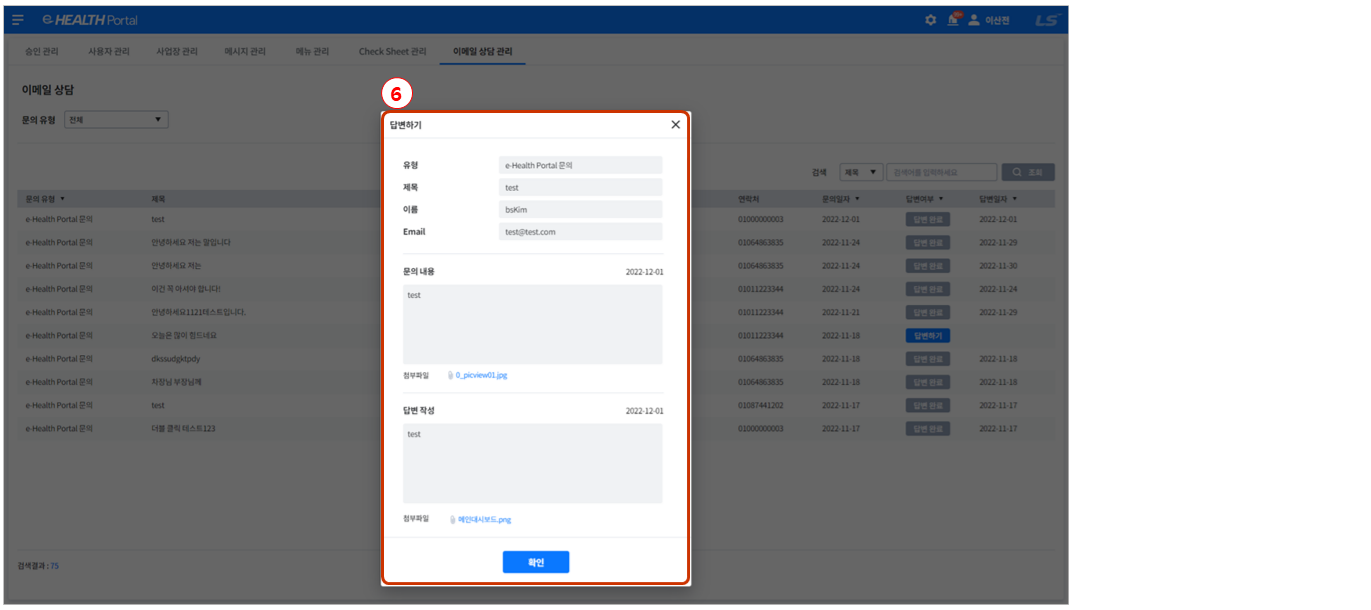 e-HEALTH Portal 이산전 LS
승인 관리 사용자 관리 사업장 관리 메시지 관리 메뉴 관리 Check Sheet 관리 이메일 상담 관리
이메일 상담
문의 유형 전체 ▼
6
답변하기 ✕
유형 e-Health Portal 문의
제목 test
이름 bsKim
Email test@test.com
문의 내용 2022-12-01
test
첨부파일 0_picview01.jpg
답변 작성 2022-12-01
test
첨부파일 메인대시보드.png
확인
검색 제목 ▼ 검색어를 입력하세요 조회
문의 유형 ▼ 제목 연락처 문의일자 ▼ 답변여부 ▼ 답변일자 ▼
e-Health Portal 문의 test 01000000003 2022-12-01 답변 완료 2022-12-01
e-Health Portal 문의 안녕하세요 저는 말입니다 01064863835 2022-11-24 답변 완료 2022-11-29
e-Health Portal 문의 안녕하세요 저는 01064863835 2022-11-24 답변 완료 2022-11-30
e-Health Portal 문의 이건 꼭 아셔야 합니다! 01011223344 2022-11-24 답변 완료 2022-11-24
e-Health Portal 문의 안녕하세요1121테스트입니다. 01011223344 2022-11-21 답변 완료 2022-11-29
e-Health Portal 문의 오늘은 많이 힘드네요 01011223344 2022-11-18 답변하기
e-Health Portal 문의 dkssudgktpdy 01064863835 2022-11-18 답변 완료 2022-11-18
e-Health Portal 문의 차장님 부장님께 01064863835 2022-11-18 답변 완료 2022-11-18
e-Health Portal 문의 test 01087441202 2022-11-17 답변 완료 2022-11-17
e-Health Portal 문의 더블 클릭 테스트123 01000000003 2022-11-17 답변 완료 2022-11-17
검색결과 : 75